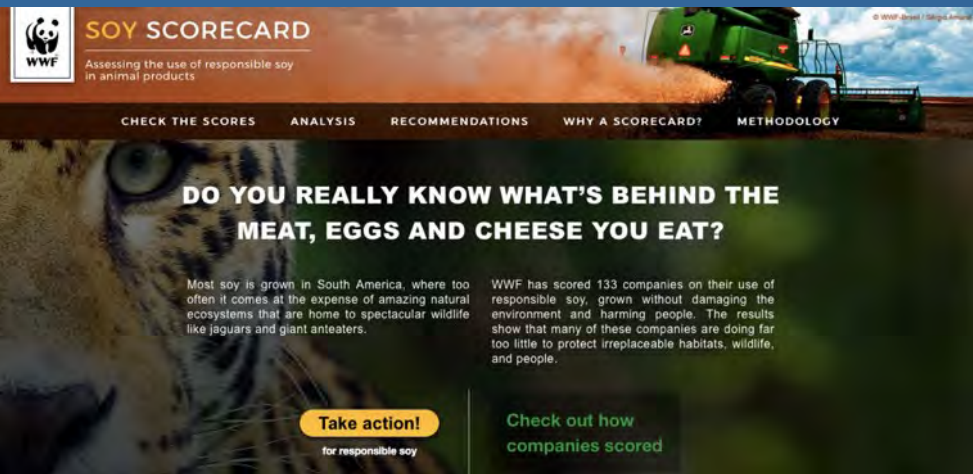 © WWF-Brasil / Sérgio Amaral
WWF
SOY SCORECARD
Assessing the use of responsible soy
in animal products
CHECK THE SCORES ANALYSIS RECOMMENDATIONS WHY A SCORECARD? METHODOLOGY
DO YOU REALLY KNOW WHAT'S BEHIND THE
MEAT, EGGS AND CHEESE YOU EAT?
Most soy is grown in South America, where too
often it comes at the expense of amazing natural
ecosystems that are home to spectacular wildlife
like jaguars and giant anteaters.
WWF has scored 133 companies on their use of
responsible soy, grown without damaging the
environment and harming people. The results
show that many of these companies are doing far
too little to protect irreplaceable habitats, wildlife,
and people.
Take action!
for responsible soy
Check out how
companies scored